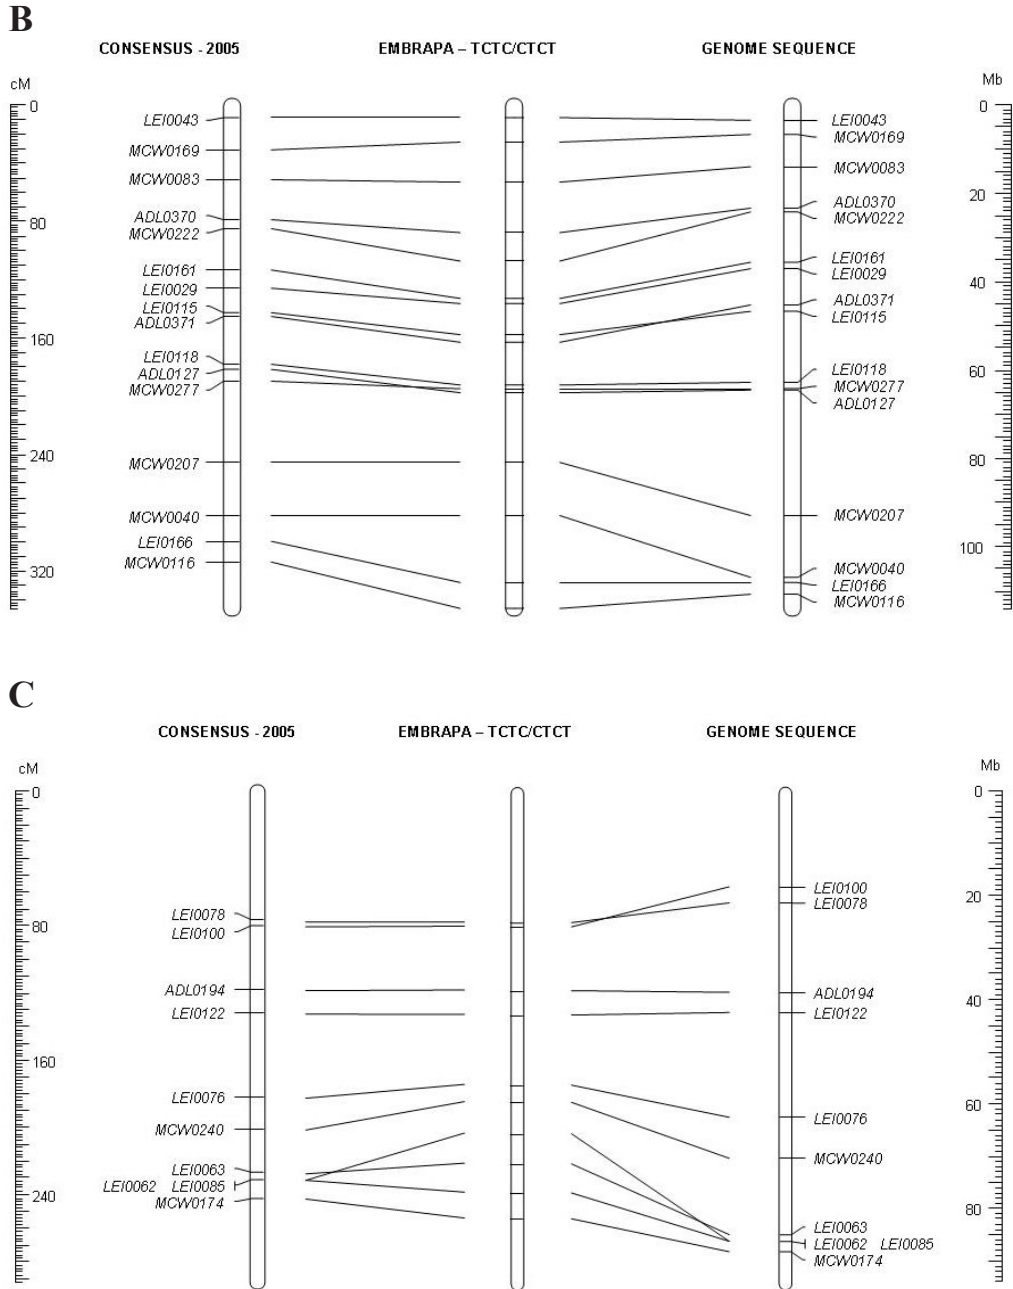 B
CONSENSUS - 2005 EMBRAPA – TCTC/CTCT GENOME SEQUENCE
cM Mb
0 0
LEI0043 LEI0043
MCW0169 MCW0169
MCW0083 MCW0083
20
ADL0370 ADL0370
80
MCW0222 MCW0222
LEI0161 LEI0161
LEI0029 LEI0029
40
LEI0115 ADL0371
ADL0371 LEI0115
160
LEI0118 LEI0118
60
ADL0127 MCW0277
MCW0277 ADL0127
240 80
MCW0207
MCW0040 MCW0207
LEI0166 100
MCW0116 MCW0040
320
LEI0166
MCW0116
C
CONSENSUS - 2005 EMBRAPA – TCTC/CTCT GENOME SEQUENCE
cM Mb
0 0
LEI0100
LEI0078 LEI0078
20
80
LEI0100
ADL0194 ADL0194
40
LEI0122 LEI0122
160
LEI0076 60
LEI0076
MCW0240
MCW0240
LEI0063
LEI0062 LEI0085
240
MCW0174
80
LEI0063
LEI0062 LEI0085
MCW0174